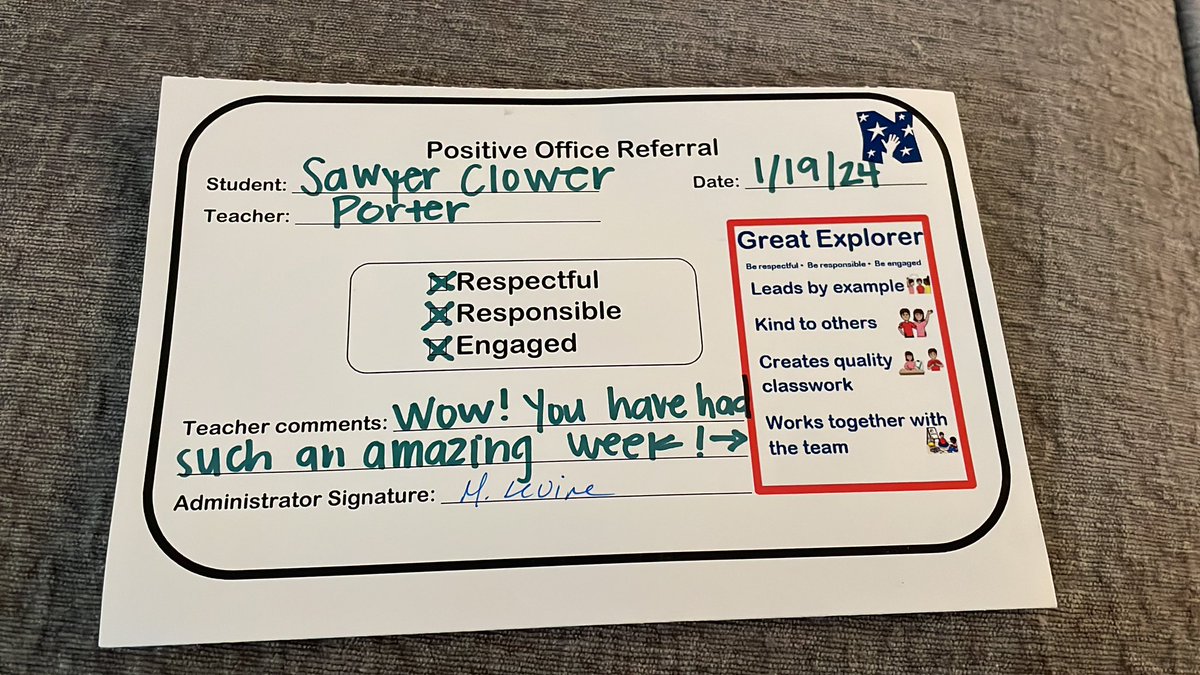 Positive Office Referral
Student: Sawyer Clower
Date: 1/19/24
Teacher: Porter
Respectful
Responsible
Engaged
Teacher comments: Wow! You have had
such an amazing week! →
Administrator Signature: M. Levine
N
Great Explorer
Be respectful • Be responsible • Be engaged
Leads by example
Kind to others
Creates quality
classwork
Works together with
the team